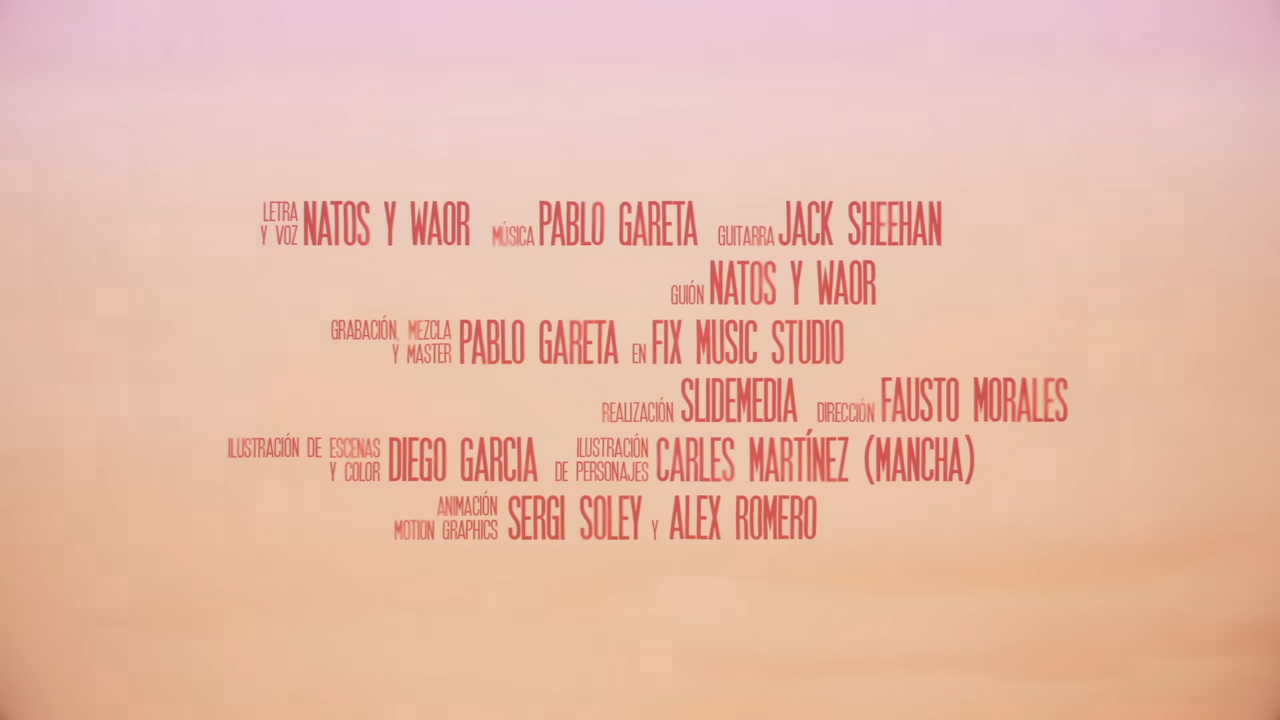 LETRA Y VOZ NATOS Y WAOR MÚSICA PABLO GARETA GUITARRA JACK SHEEHAN
GUIÓN NATOS Y WAOR
GRABACIÓN, MEZCLA Y MASTER PABLO GARETA EN FIX MUSIC STUDIO
REALIZACIÓN SLIDEMEDIA DIRECCIÓN FAUSTO MORALES
ILUSTRACIÓN DE ESCENAS Y COLOR DIEGO GARCIA ILUSTRACIÓN DE PERSONAJES CARLES MARTÍNEZ (MANCHA)
ANIMACIÓN MOTION GRAPHICS SERGI SOLEY Y ALEX ROMERO